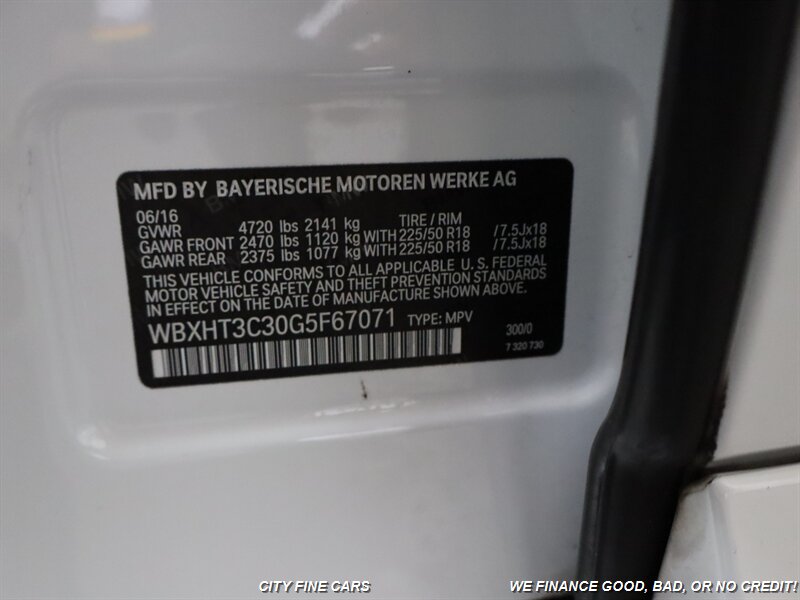 MFD BY BAYERISCHE MOTOREN WERKE AG
06/16
GVWR 4720 lbs 2141 kg TIRE / RIM
GAWR FRONT 2470 lbs 1120 kg WITH 225/50 R18 /7.5Jx18
GAWR REAR 2375 lbs 1077 kg WITH 225/50 R18 /7.5Jx18
THIS VEHICLE CONFORMS TO ALL APPLICABLE U.S. FEDERAL
MOTOR VEHICLE SAFETY AND THEFT PREVENTION STANDARDS
IN EFFECT ON THE DATE OF MANUFACTURE SHOWN ABOVE.
WBXHT3C30G5F67071 TYPE: MPV 300/0
7 320 730
CITY FINE CARS WE FINANCE GOOD, BAD, OR NO CREDIT!